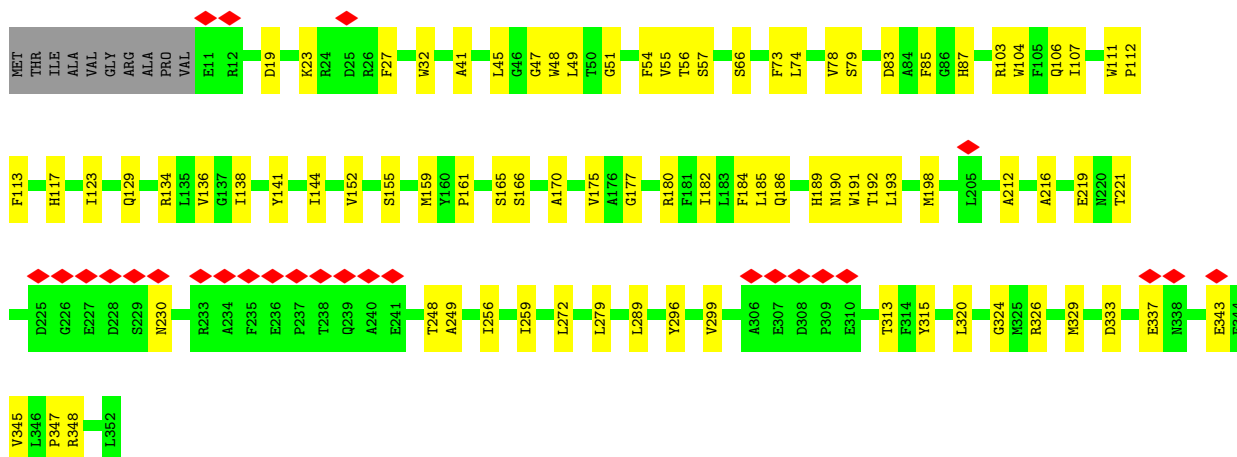 MET THR ILE ALA VAL GLY ARG ALA PRO VAL E11 R12 D19 K23 R24 D25 R26 F27 W32 A41 L45 G46 G47 W48 L49 T50 G51 F54 V55 T56 S57 S66 F73 L74 V78 S79 D83 A84 F85 G86 H87 R103 W104 F105 Q106 I107 W111 P112
F113 H117 I123 Q129 R134 L135 V136 G137 I138 Y141 I144 V152 S155 M159 Y160 P161 S165 S166 A170 V175 A176 G177 R180 F181 I182 L183 F184 L185 Q186 H189 N190 W191 T192 L193 M198 L205 A212 A216 E219 N220 T221
D225 G226 E227 D228 S229 N230 R233 A234 F235 E236 P237 T238 Q239 A240 E241 T248 A249 I256 I259 L272 L279 L289 Y296 V299 A306 E307 D308 P309 E310 T313 F314 Y315 L320 G324 M325 R326 M329 D333 E337 N338 E343
V345 L346 P347 R348 L352